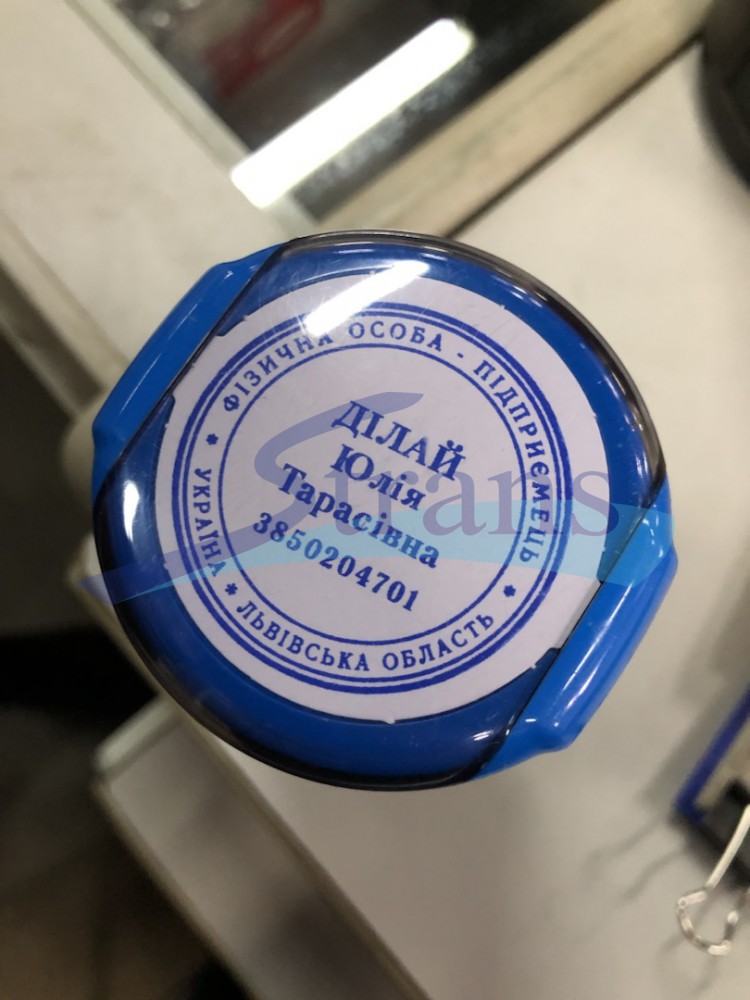 ФІЗИЧНА ОСОБА - ПІДПРИЄМЕЦЬ
* УКРАЇНА * ЛЬВІВСЬКА ОБЛАСТЬ *
ДІЛАЙ
Юлія
Тарасівна
3850204701
Strans